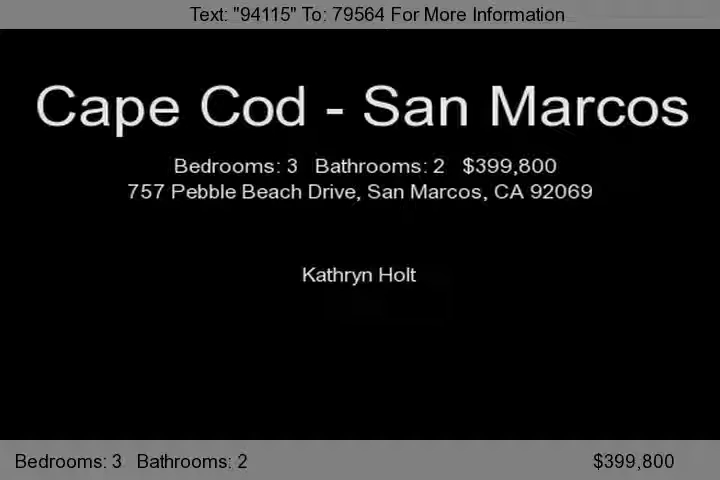 Text: "94115" To: 79564 For More Information
Cape Cod - San Marcos
Bedrooms: 3 Bathrooms: 2 $399,800
757 Pebble Beach Drive, San Marcos, CA 92069
Kathryn Holt
Bedrooms: 3 Bathrooms: 2 $399,800